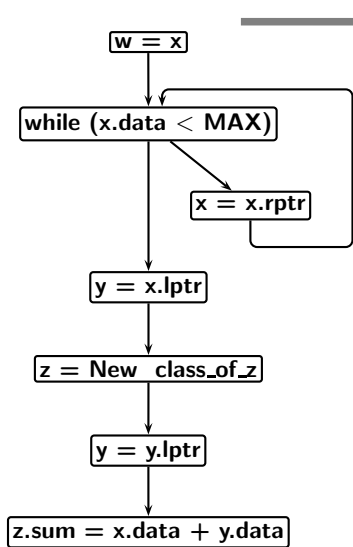 w = x
while (x.data < MAX)
x = x.rptr
y = x.lptr
z = New class_of_z
y = y.lptr
z.sum = x.data + y.data